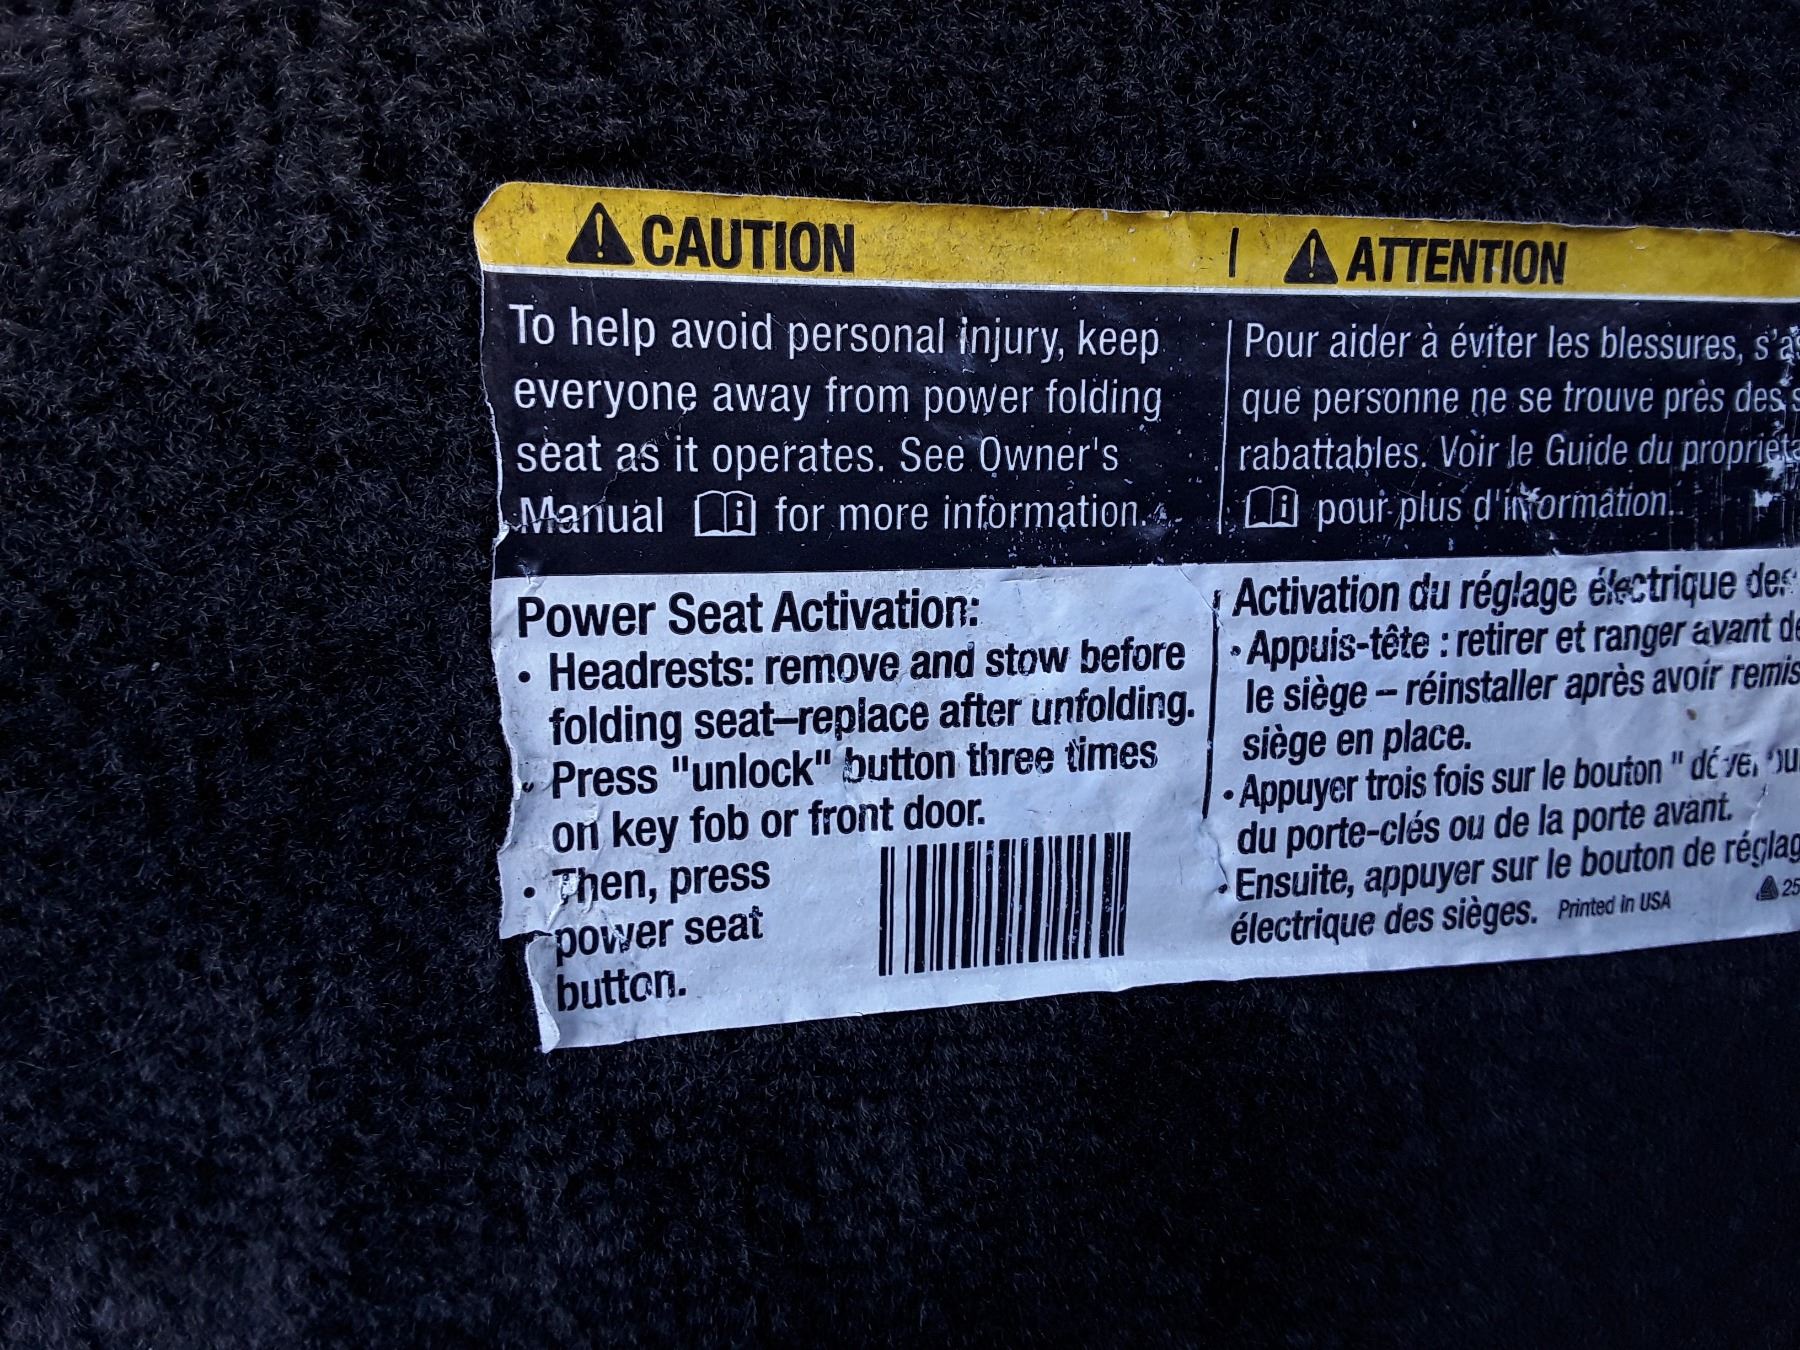 CAUTION
To help avoid personal injury, keep
everyone away from power folding
seat as it operates. See Owner's
Manual for more information.
Power Seat Activation:
• Headrests: remove and stow before
folding seat–replace after unfolding.
• Press "unlock" button three times
on key fob or front door.
• Then, press
power seat
button.
ATTENTION
Pour aider à éviter les blessures,
que personne ne se trouve près des
rabattables. Voir le Guide du
pour plus d'information.
Activation du réglage électrique
• Appuis-tête : retirer et ranger avant
le siège – réinstaller après avoir remis
siège en place.
• Appuyer trois fois sur le bouton "
du porte-clés ou de la porte avant.
• Ensuite, appuyer sur le bouton de
électrique des sièges. Printed in USA
25